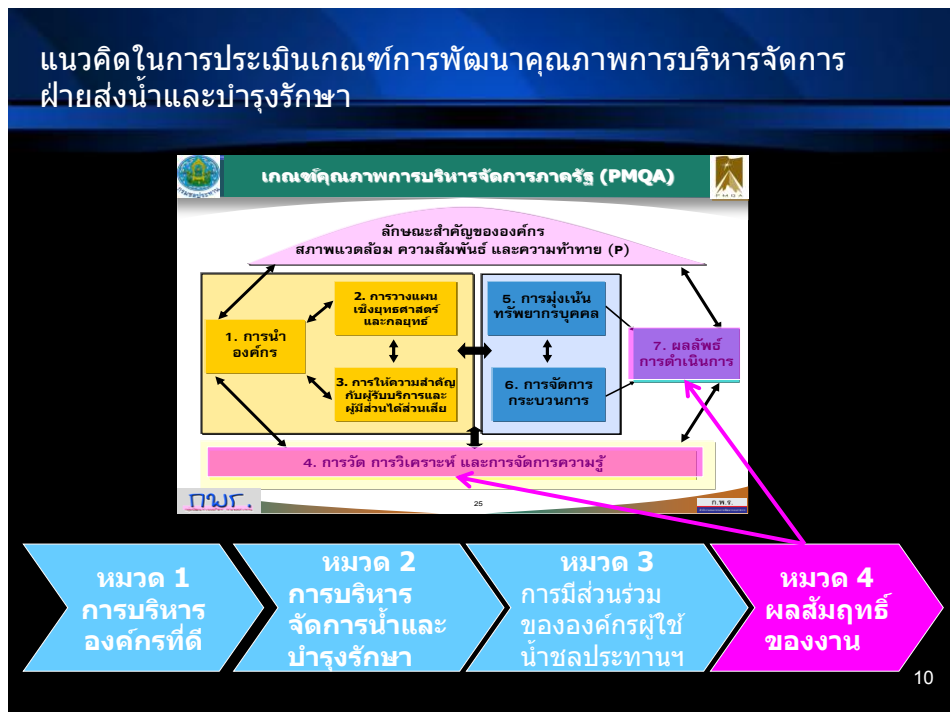 แนวคิดในการประเมินเกณฑ์การพัฒนาคุณภาพการบริหารจัดการ
ฝ่ายส่งน้ำและบำรุงรักษา
เกณฑ์คุณภาพการบริหารจัดการภาครัฐ (PMQA)
กรมชลประทาน
PMQA
ลักษณะสำคัญขององค์กร
สภาพแวดล้อม ความสัมพันธ์ และความท้าทาย (P)
1. การนำ
องค์กร
2. การวางแผน
เชิงยุทธศาสตร์
และกลยุทธ์
3. การให้ความสำคัญ
กับผู้รับบริการและ
ผู้มีส่วนได้ส่วนเสีย
5. การมุ่งเน้น
ทรัพยากรบุคคล
6. การจัดการ
กระบวนการ
7. ผลลัพธ์
การดำเนินการ
4. การวัด การวิเคราะห์ และการจัดการความรู้
กพร.
25
ก.พ.ร.
หมวด 1
การบริหาร
องค์กรที่ดี
หมวด 2
การบริหาร
จัดการน้ำและ
บำรุงรักษา
หมวด 3
การมีส่วนร่วม
ขององค์กรผู้ใช้
น้ำชลประทานฯ
หมวด 4
ผลสัมฤทธิ์
ของงาน
10